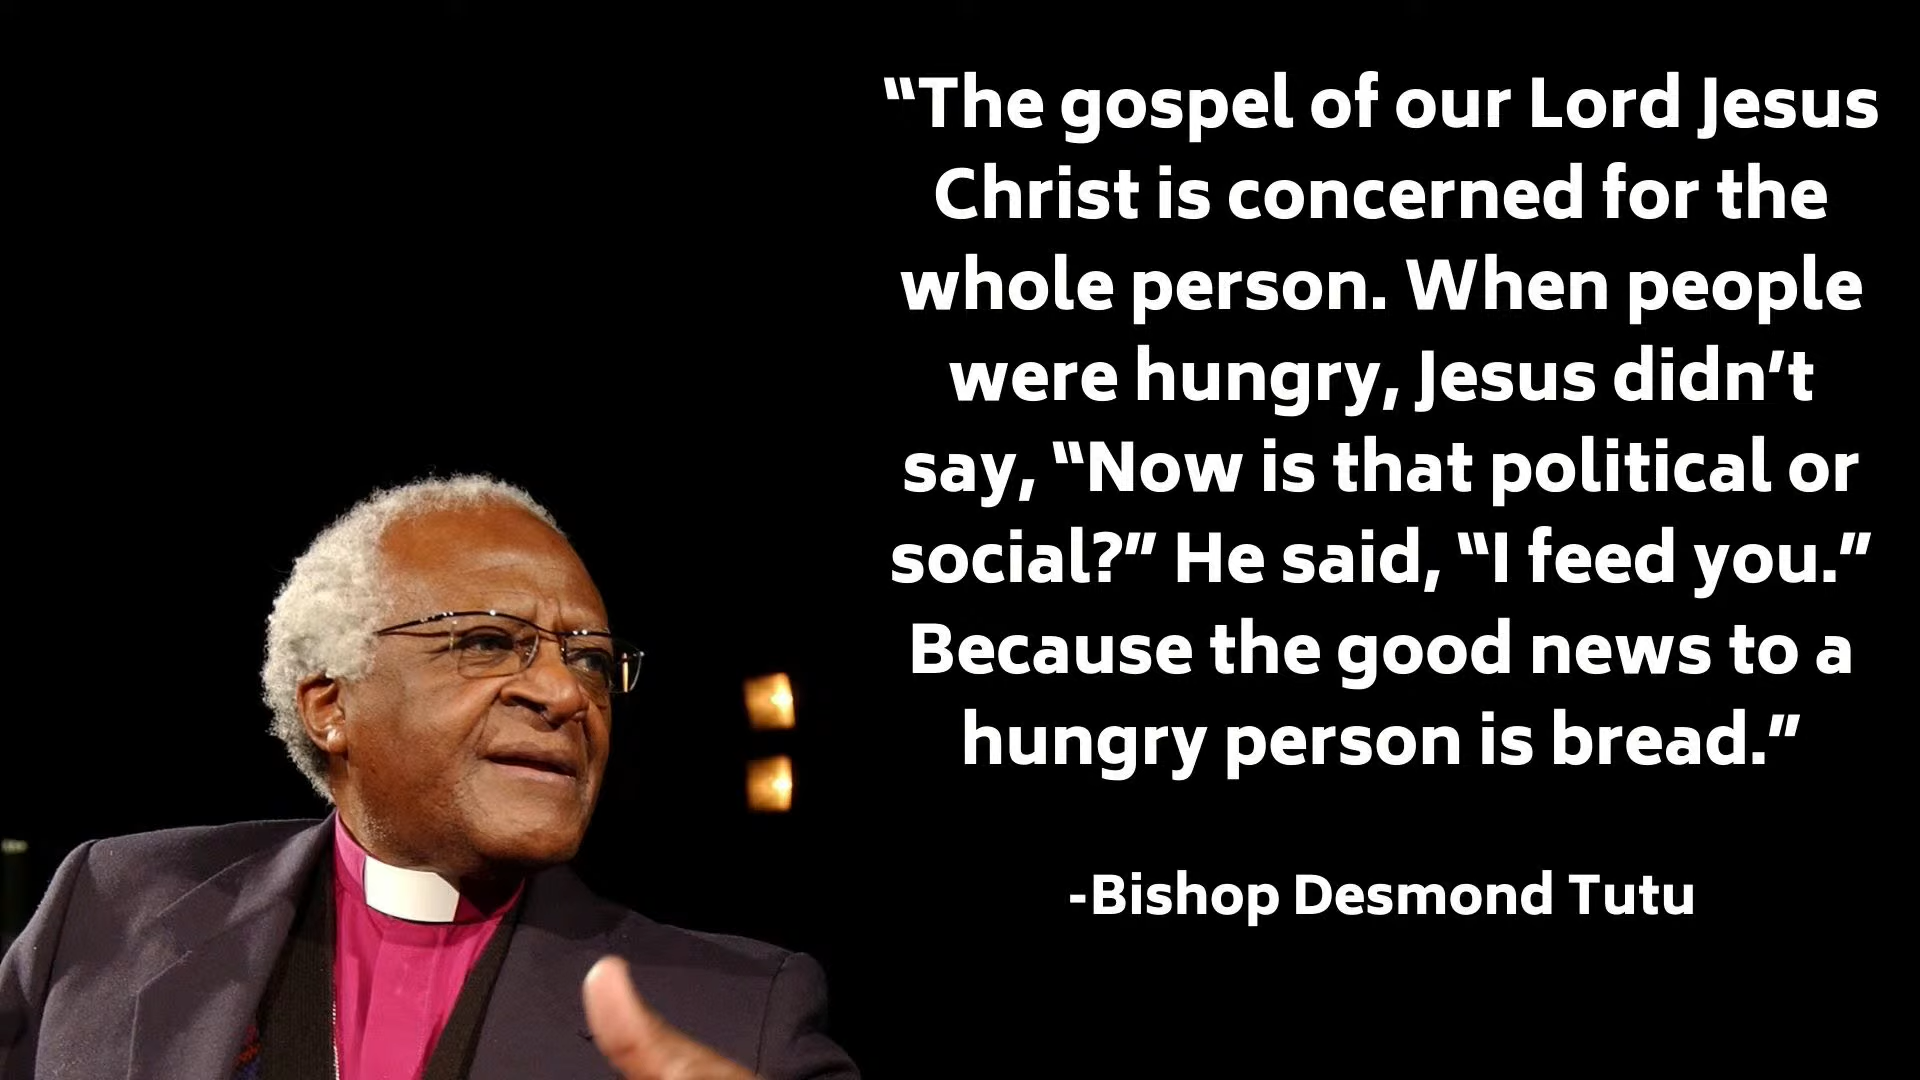 “The gospel of our Lord Jesus
Christ is concerned for the
whole person. When people
were hungry, Jesus didn’t
say, “Now is that political or
social?” He said, “I feed you.”
Because the good news to a
hungry person is bread.”
-Bishop Desmond Tutu